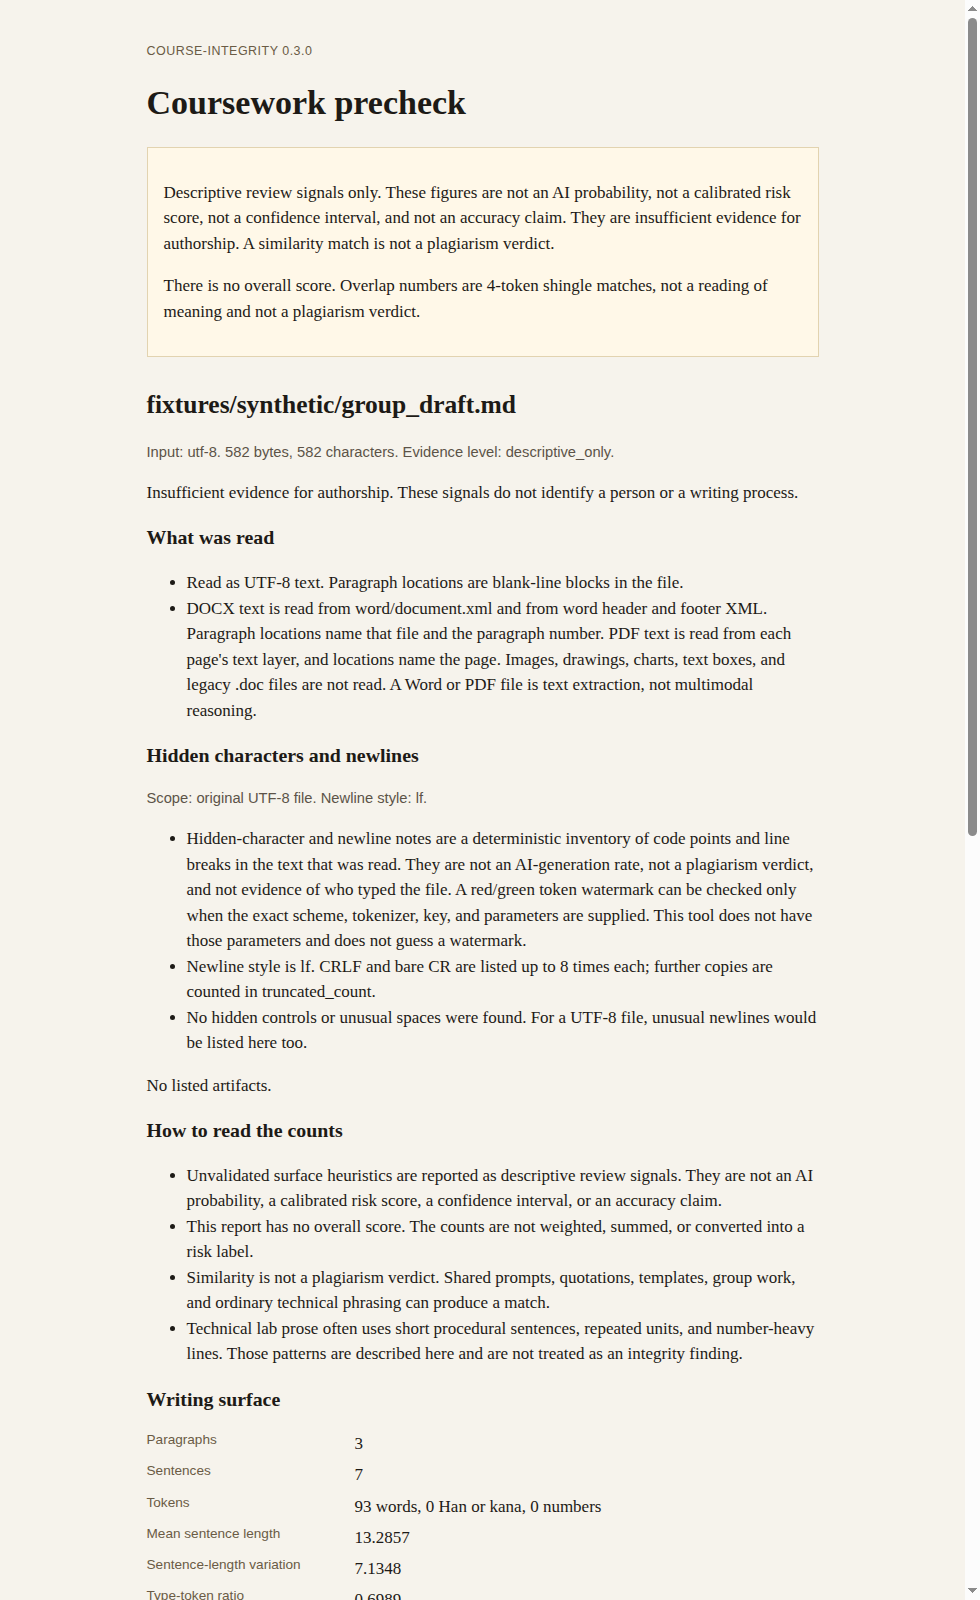 COURSE-INTEGRITY 0.3.0
Coursework precheck
Descriptive review signals only. These figures are not an AI probability, not a calibrated risk
score, not a confidence interval, and not an accuracy claim. They are insufficient evidence for
authorship. A similarity match is not a plagiarism verdict.
There is no overall score. Overlap numbers are 4-token shingle matches, not a reading of
meaning and not a plagiarism verdict.
fixtures/synthetic/group_draft.md
Input: utf-8. 582 bytes, 582 characters. Evidence level: descriptive_only.
Insufficient evidence for authorship. These signals do not identify a person or a writing process.
What was read
• Read as UTF-8 text. Paragraph locations are blank-line blocks in the file.
• DOCX text is read from word/document.xml and from word header and footer XML.
Paragraph locations name that file and the paragraph number. PDF text is read from each
page's text layer, and locations name the page. Images, drawings, charts, text boxes, and
legacy .doc files are not read. A Word or PDF file is text extraction, not multimodal
reasoning.
Hidden characters and newlines
Scope: original UTF-8 file. Newline style: lf.
• Hidden-character and newline notes are a deterministic inventory of code points and line
breaks in the text that was read. They are not an AI-generation rate, not a plagiarism verdict,
and not evidence of who typed the file. A red/green token watermark can be checked only
when the exact scheme, tokenizer, key, and parameters are supplied. This tool does not have
those parameters and does not guess a watermark.
• Newline style is lf. CRLF and bare CR are listed up to 8 times each; further copies are
counted in truncated_count.
• No hidden controls or unusual spaces were found. For a UTF-8 file, unusual newlines would
be listed here too.
No listed artifacts.
How to read the counts
• Unvalidated surface heuristics are reported as descriptive review signals. They are not an AI
probability, a calibrated risk score, a confidence interval, or an accuracy claim.
• This report has no overall score. The counts are not weighted, summed, or converted into a
risk label.
• Similarity is not a plagiarism verdict. Shared prompts, quotations, templates, group work,
and ordinary technical phrasing can produce a match.
• Technical lab prose often uses short procedural sentences, repeated units, and number-heavy
lines. Those patterns are described here and are not treated as an integrity finding.
Writing surface
Paragraphs 3
Sentences 7
Tokens 93 words, 0 Han or kana, 0 numbers
Mean sentence length 13.2857
Sentence-length variation 7.1348
Type-token ratio 0.6989